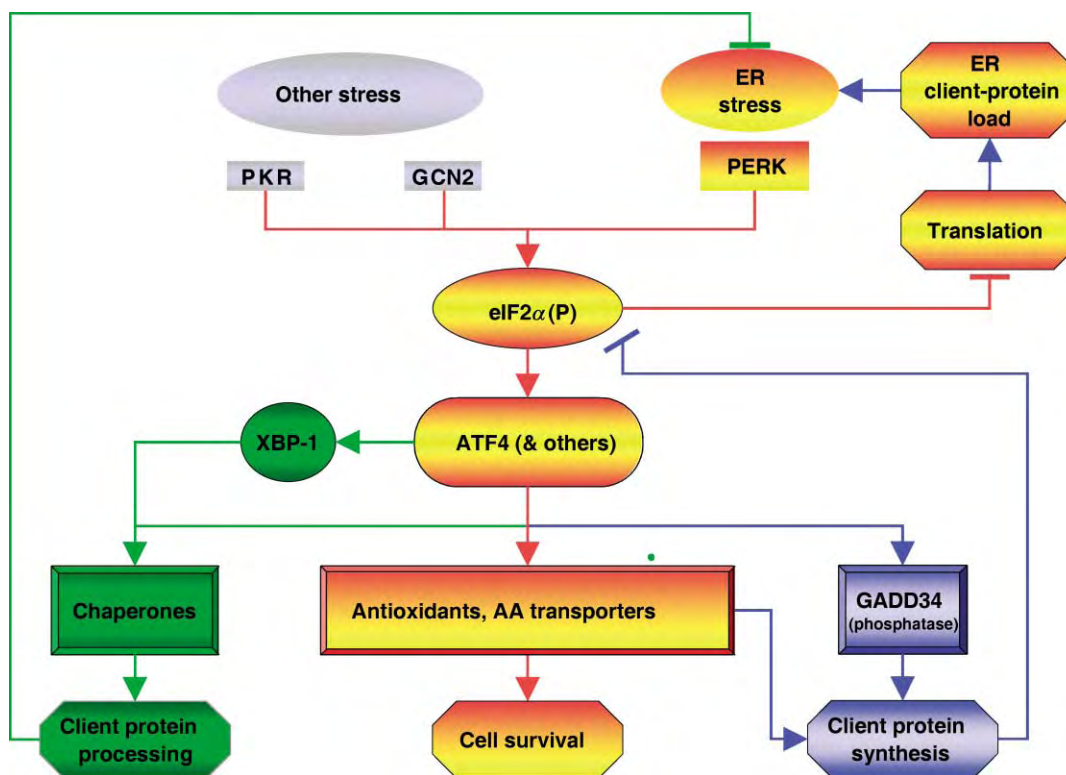 Other stress
ER
stress
ER
client-protein
load
PKR
GCN2
PERK
Translation
eIF2α(P)
XBP-1
ATF4 (& others)
Chaperones
Antioxidants, AA transporters
GADD34
(phosphatase)
Client protein
processing
Cell survival
Client protein
synthesis